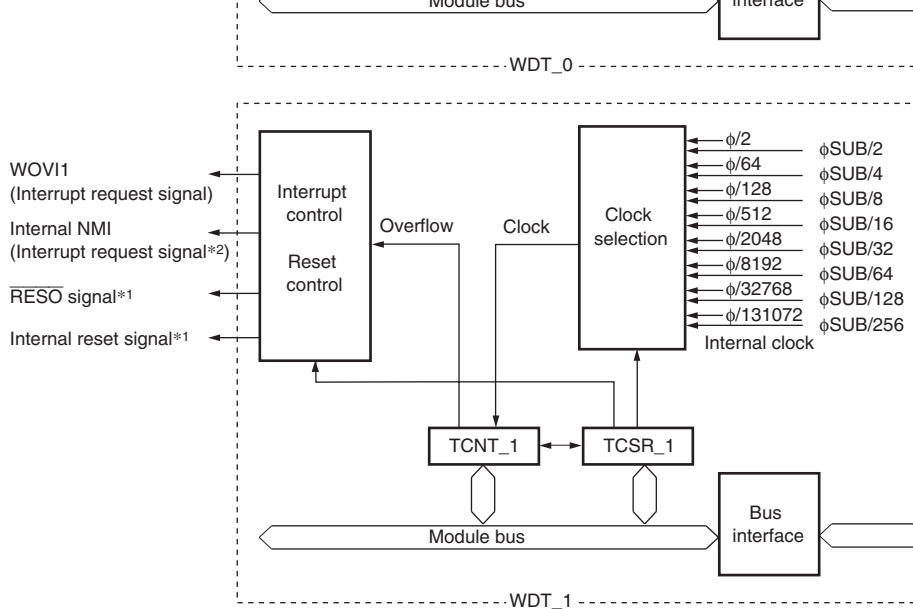 Module bus
interface
WDT_0
WOVI1
(Interrupt request signal)
Internal NMI
(Interrupt request signal*2)
RESO signal*1
Internal reset signal*1
Interrupt
control
Reset
control
Overflow
Clock
Clock
selection
ϕ/2
ϕSUB/2
ϕ/64
ϕSUB/4
ϕ/128
ϕSUB/8
ϕ/512
ϕSUB/16
ϕ/2048
ϕSUB/32
ϕ/8192
ϕSUB/64
ϕ/32768
ϕSUB/128
ϕ/131072
ϕSUB/256
Internal clock
TCNT_1
TCSR_1
Module bus
Bus
interface
WDT_1